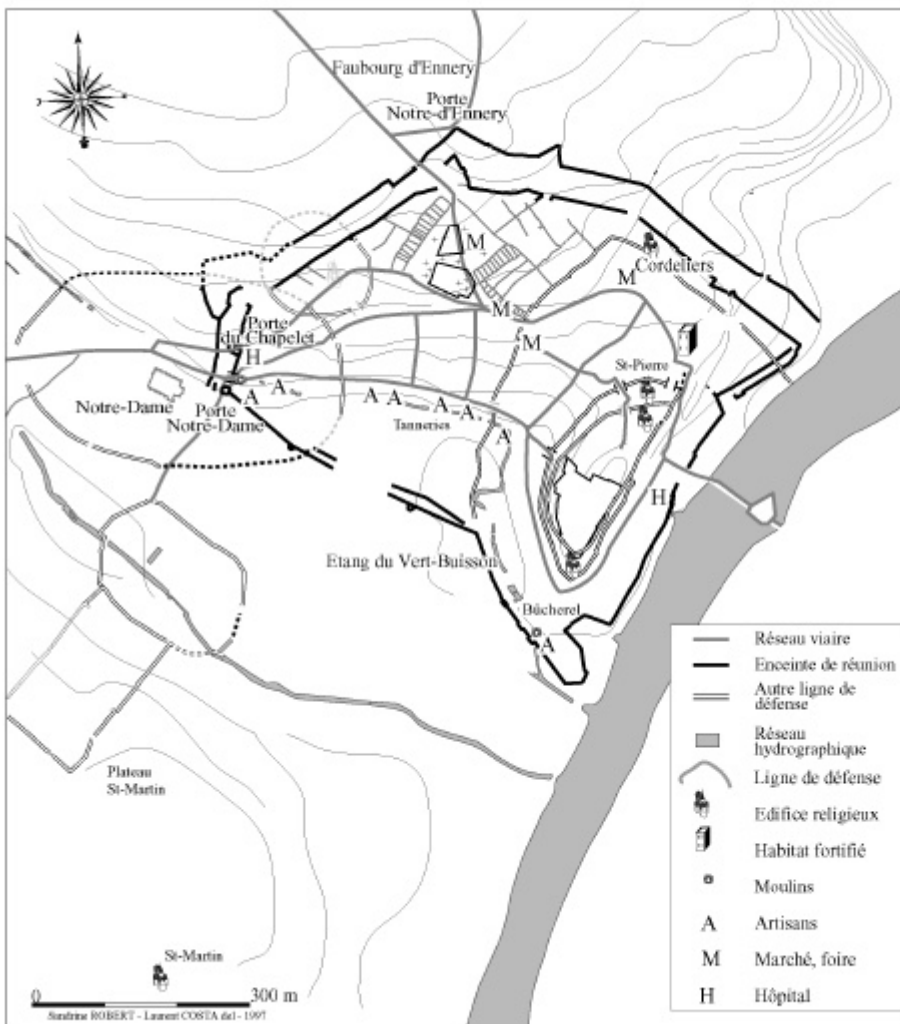 Faubourg d'Ennery
Porte
Notre-d'Ennery
M
Cordeliers
M
M
Porte
du Chapelet
M
H
St-Pierre
A
A
Notre-Dame
Porte
Notre-Dame
A A
A
A
Tanneries
A
H
Etang du Vert-Buisson
Bûcherel
A
Plateau
St-Martin
St-Martin
0
300 m
Sandrine ROBERT - Laurent COSTA del - 1997
Réseau viaire
Enceinte de réunion
Autre ligne de
défense
Réseau
hydrographique
Ligne de défense
Edifice religieux
Habitat fortifié
Moulins
A Artisans
M Marché, foire
H Hôpital